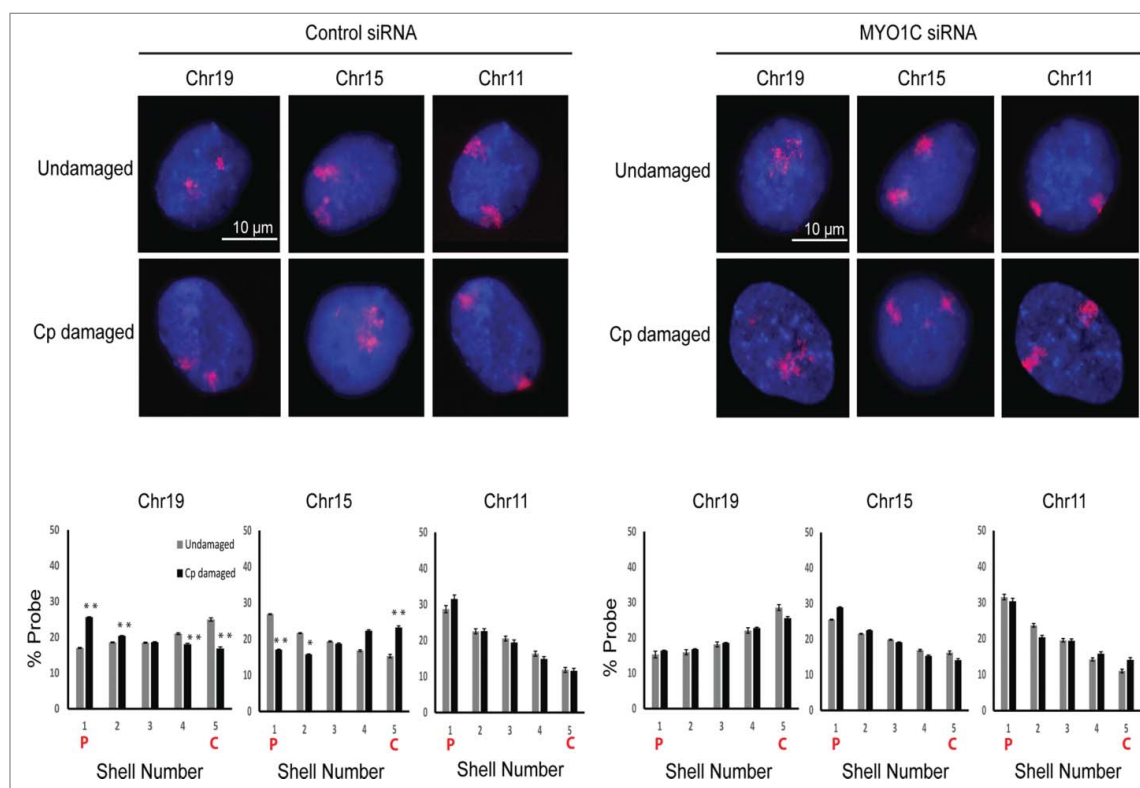 Control siRNA
MYO1C siRNA
Chr19 Chr15 Chr11
Chr19 Chr15 Chr11
Undamaged
10 µm
Undamaged
10 µm
Cp damaged
Cp damaged
Chr19
Chr15
Chr11
Chr19
Chr15
Chr11
% Probe
50
40
30
20
10
0
Undamaged
Cp damaged
**
**
**
**
1 2 3 4 5
P C
Shell Number
50
40
30
20
10
0
**
*
**
1 2 3 4 5
P C
Shell Number
50
40
30
20
10
0
1 2 3 4 5
P C
Shell Number
% Probe
50
40
30
20
10
0
1 2 3 4 5
P C
Shell Number
50
40
30
20
10
0
1 2 3 4 5
P C
Shell Number
50
40
30
20
10
0
1 2 3 4 5
P C
Shell Number